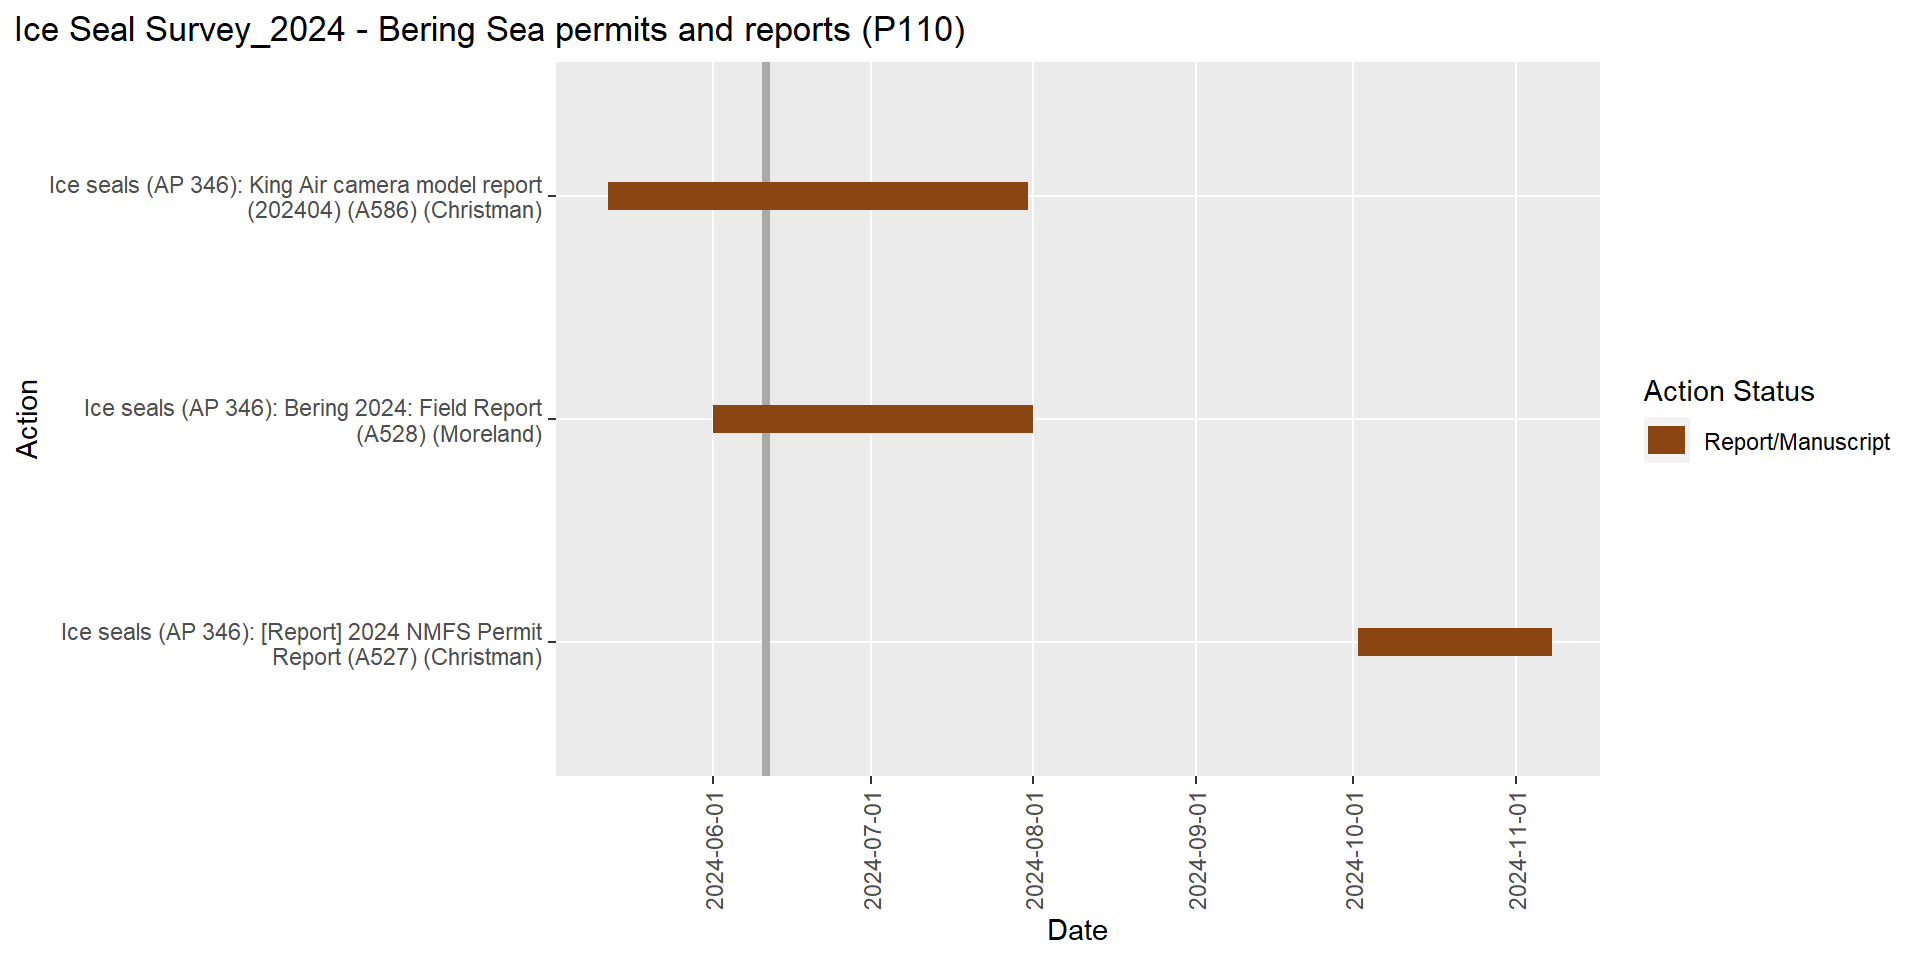 Ice Seal Survey_2024 - Bering Sea permits and reports (P110)
Ice seals (AP 346): King Air camera model report
(202404) (A586) (Christman)
Ice seals (AP 346): Bering 2024: Field Report
(A528) (Moreland)
Ice seals (AP 346): [Report] 2024 NMFS Permit
Report (A527) (Christman)
Action
2024-06-01
2024-07-01
2024-08-01
2024-09-01
2024-10-01
2024-11-01
Date
Action Status
Report/Manuscript